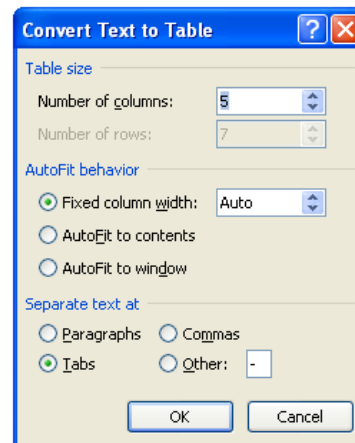 Convert Text to Table
Table size
Number of columns: 5
Number of rows: 7
AutoFit behavior
Fixed column width: Auto
AutoFit to contents
AutoFit to window
Separate text at
Paragraphs Commas
Tabs Other: -
OK Cancel